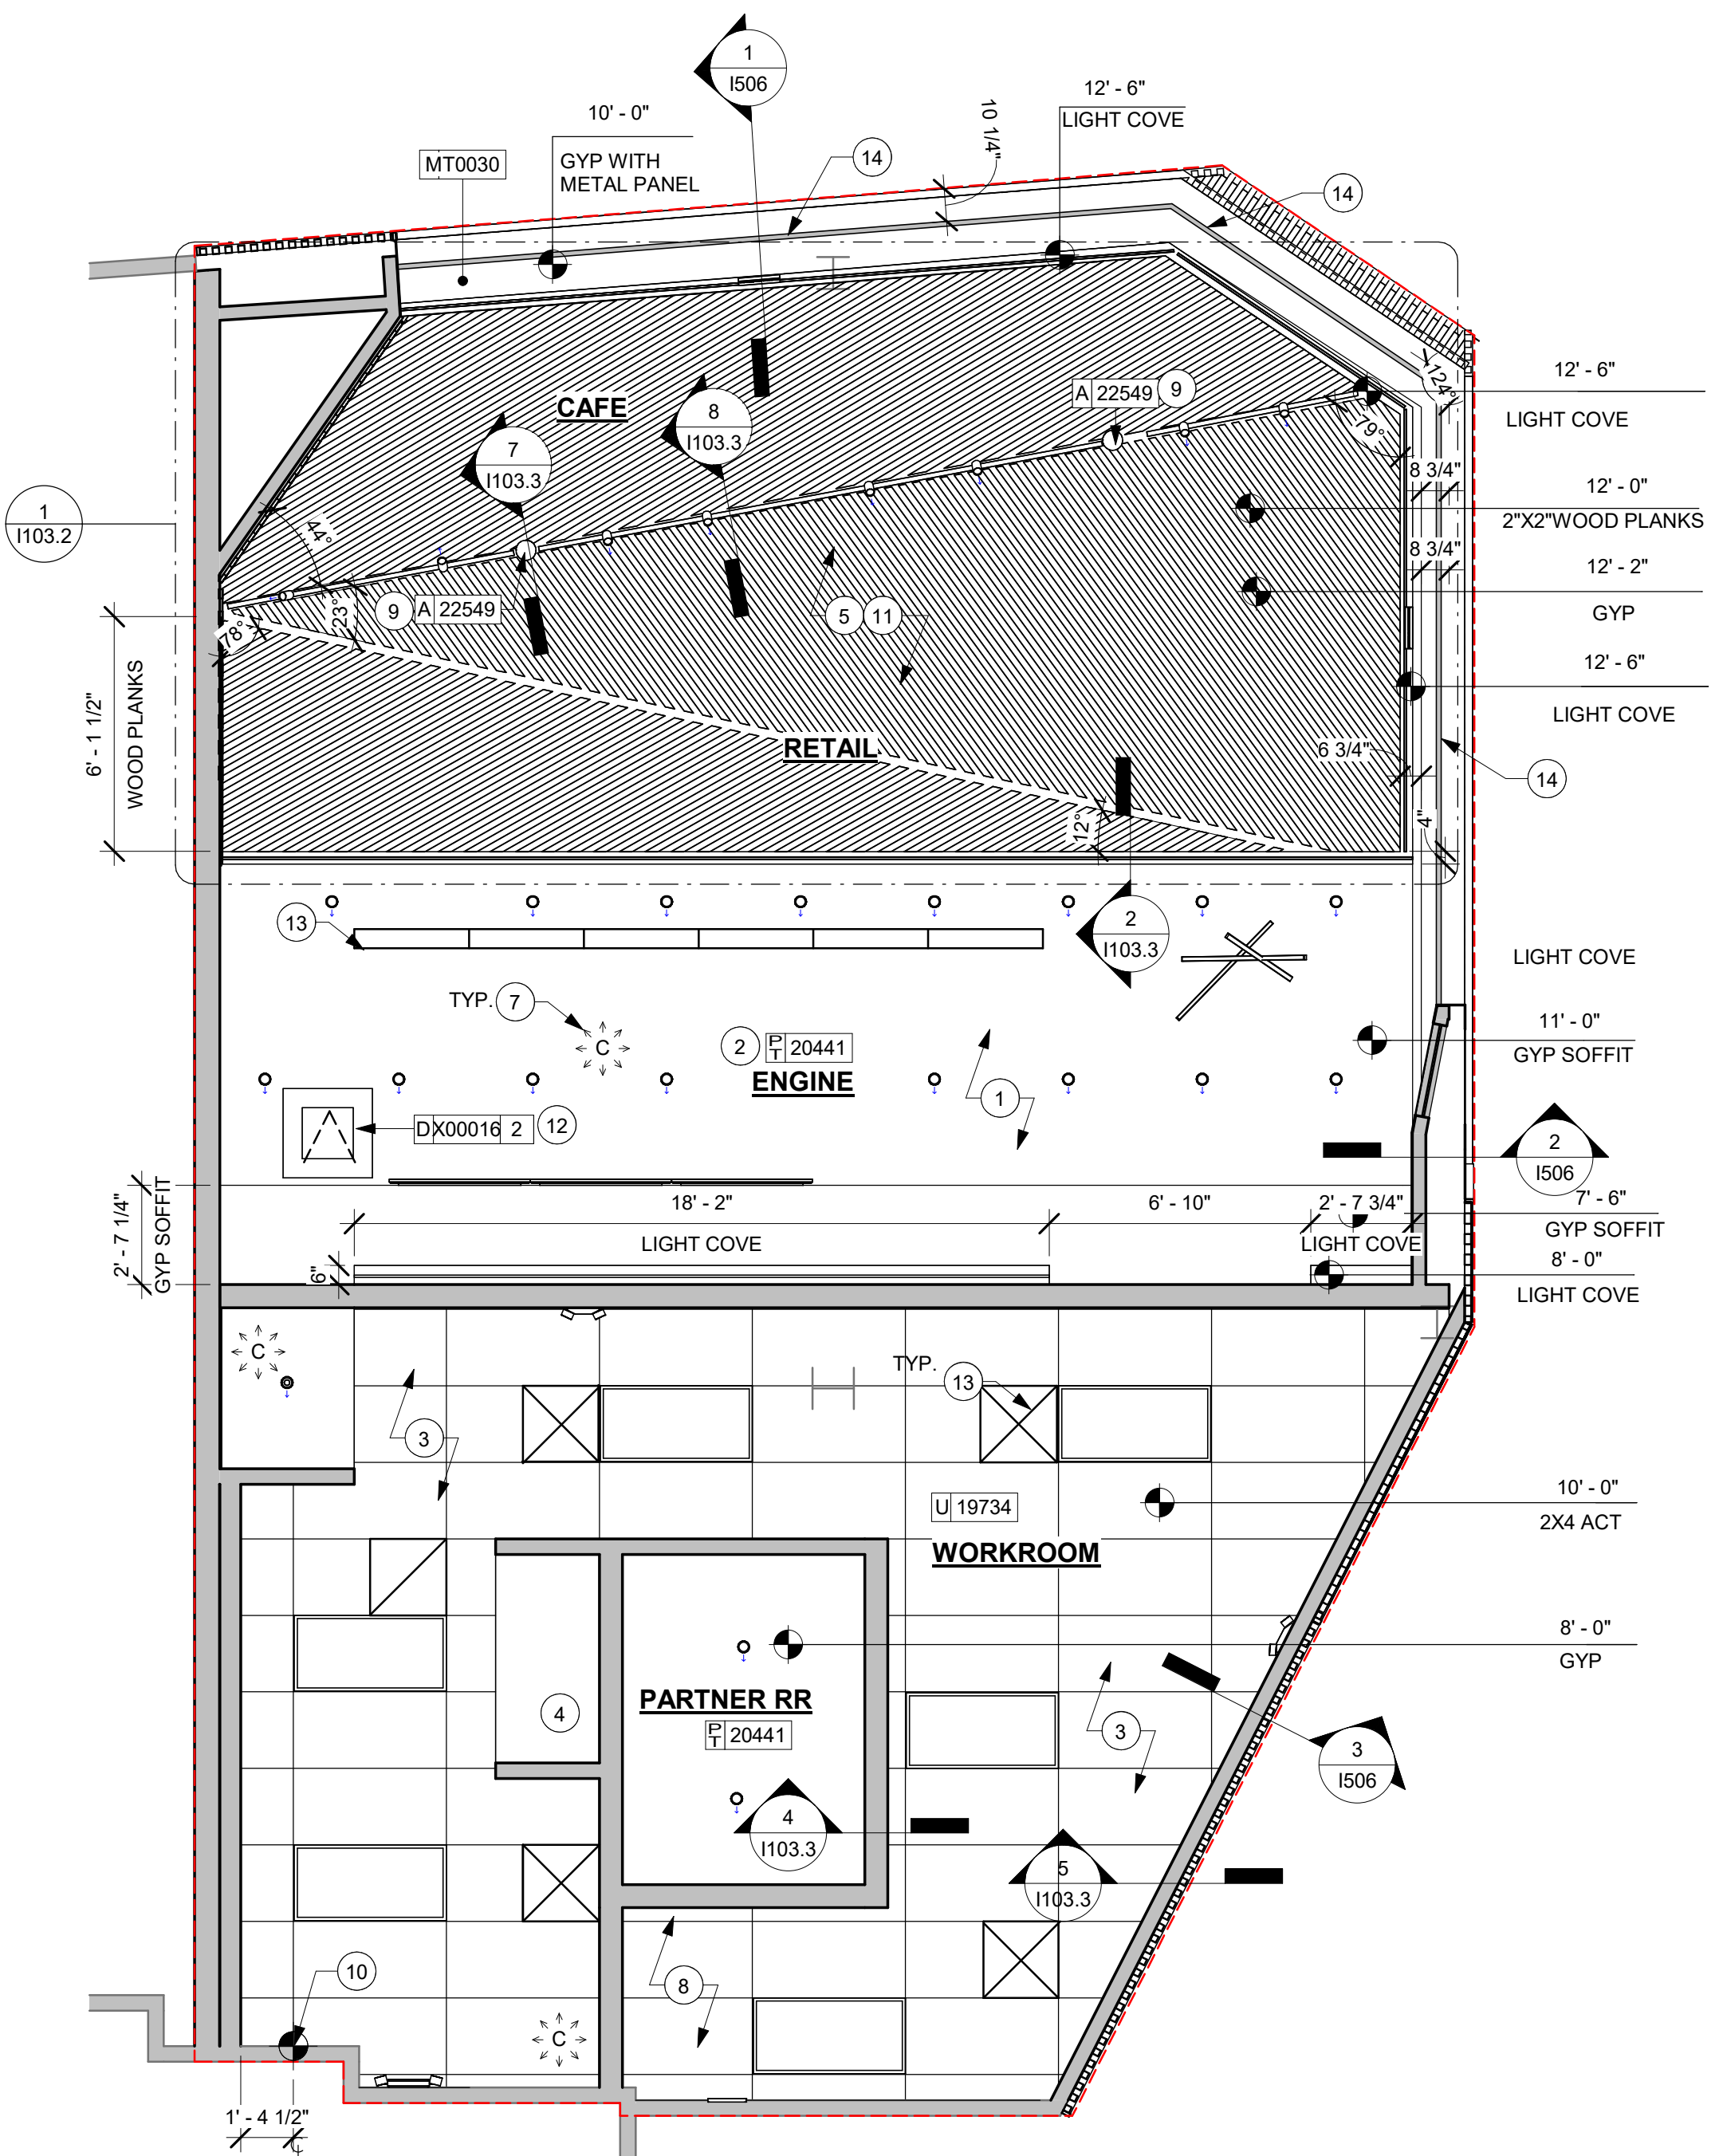 1
I506
12' - 6"
LIGHT COVE
10' - 0"
GYP WITH
METAL PANEL
10 1/4"
MT0030
14
14
12' - 6"
LIGHT COVE
124°
CAFE
8
I103.3
A 22549
9
79°
7
I103.3
8 3/4"
12' - 0"
2"X2"WOOD PLANKS
1
I103.2
44°
8 3/4"
12' - 2"
GYP
9
A 22549
23°
5
11
78°
12' - 6"
LIGHT COVE
6' - 1 1/2"
WOOD PLANKS
RETAIL
6 3/4"
14
12°
4"
13
2
I103.3
LIGHT COVE
TYP.
7
C
2
PT 20441
ENGINE
1
11' - 0"
GYP SOFFIT
DX00016 2
12
2
I506
2' - 7 1/4"
GYP SOFFIT
18' - 2"
6' - 10"
2' - 7 3/4"
7' - 6"
GYP SOFFIT
LIGHT COVE
LIGHT COVE
6"
8' - 0"
LIGHT COVE
C
TYP.
13
3
U 19734
10' - 0"
2X4 ACT
WORKROOM
8' - 0"
GYP
PARTNER RR
PT 20441
4
3
3
I506
4
I103.3
5
I103.3
10
8
C
1' - 4 1/2"